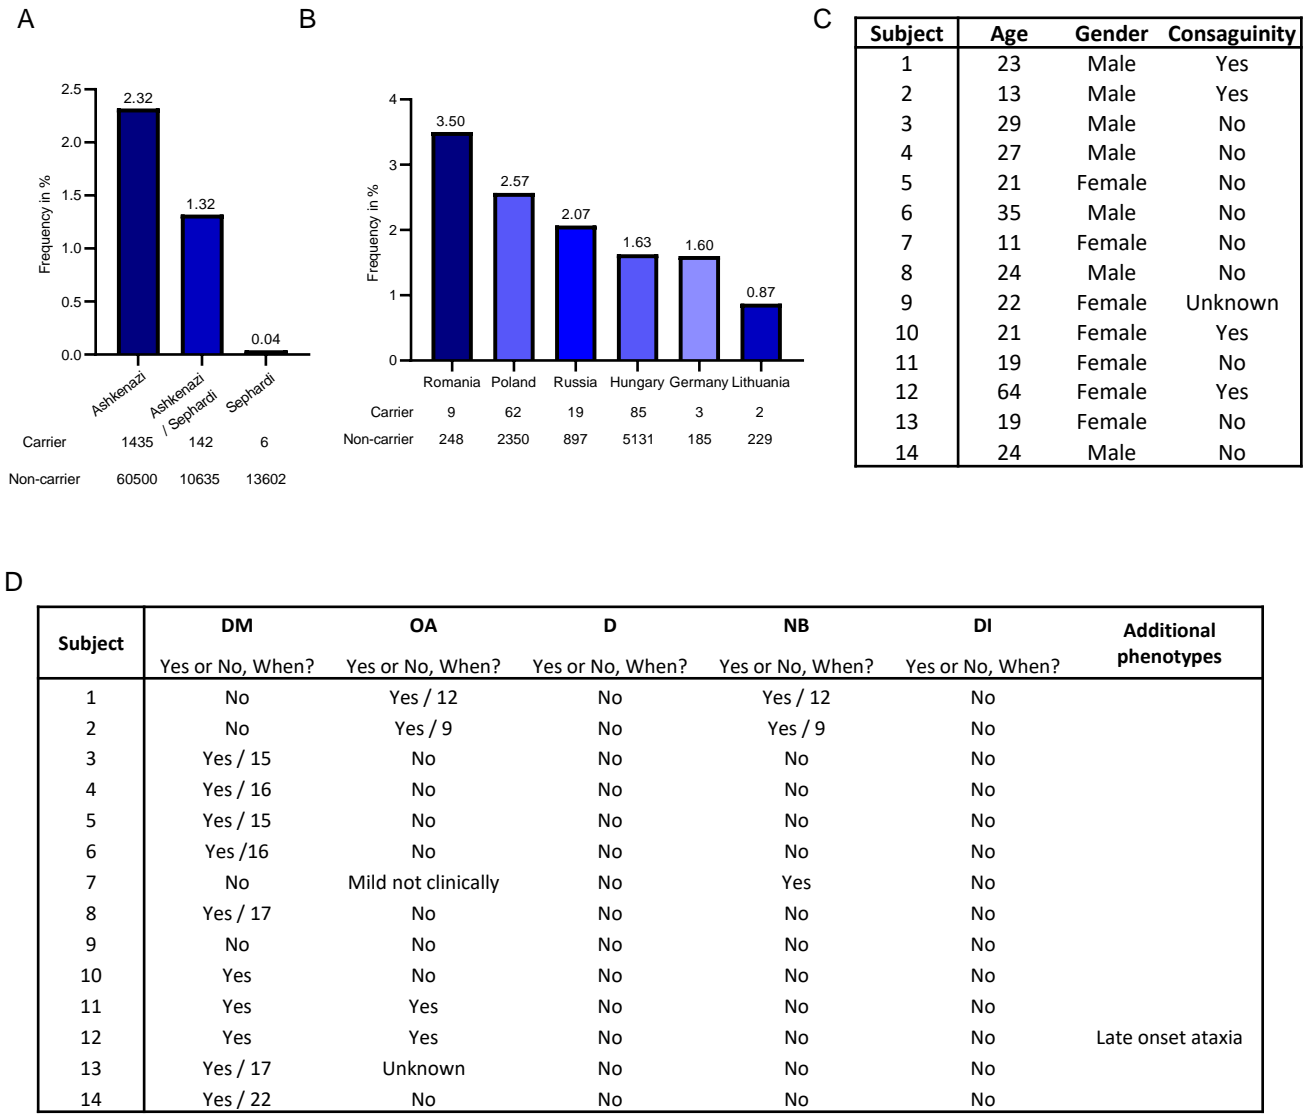 A
Frequency in %
2.5
2.0
1.5
1.0
0.5
0.0
2.32
1.32
0.04
Ashkenazi
Ashkenazi
/ Sephardi
Sephardi
Carrier 1435 142 6
Non-carrier 60500 10635 13602
B
Frequency in %
4
3
2
1
0
3.50
2.57
2.07
1.63
1.60
0.87
Romania Poland Russia Hungary Germany Lithuania
Carrier 9 62 19 85 3 2
Non-carrier 248 2350 897 5131 185 229
C
Subject Age Gender Consaguinity
1 23 Male Yes
2 13 Male Yes
3 29 Male No
4 27 Male No
5 21 Female No
6 35 Male No
7 11 Female No
8 24 Male No
9 22 Female Unknown
10 21 Female Yes
11 19 Female No
12 64 Female Yes
13 19 Female No
14 24 Male No
D
Subject DM OA D NB DI Additional
phenotypes
Yes or No, When? Yes or No, When? Yes or No, When? Yes or No, When? Yes or No, When?
1 No Yes / 12 No Yes / 12 No
2 No Yes / 9 No Yes / 9 No
3 Yes / 15 No No No No
4 Yes / 16 No No No No
5 Yes / 15 No No No No
6 Yes /16 No No No No
7 No Mild not clinically No Yes No
8 Yes / 17 No No No No
9 No No No No No
10 Yes No No No No
11 Yes Yes No No No
12 Yes Yes No No No Late onset ataxia
13 Yes / 17 Unknown No No No
14 Yes / 22 No No No No